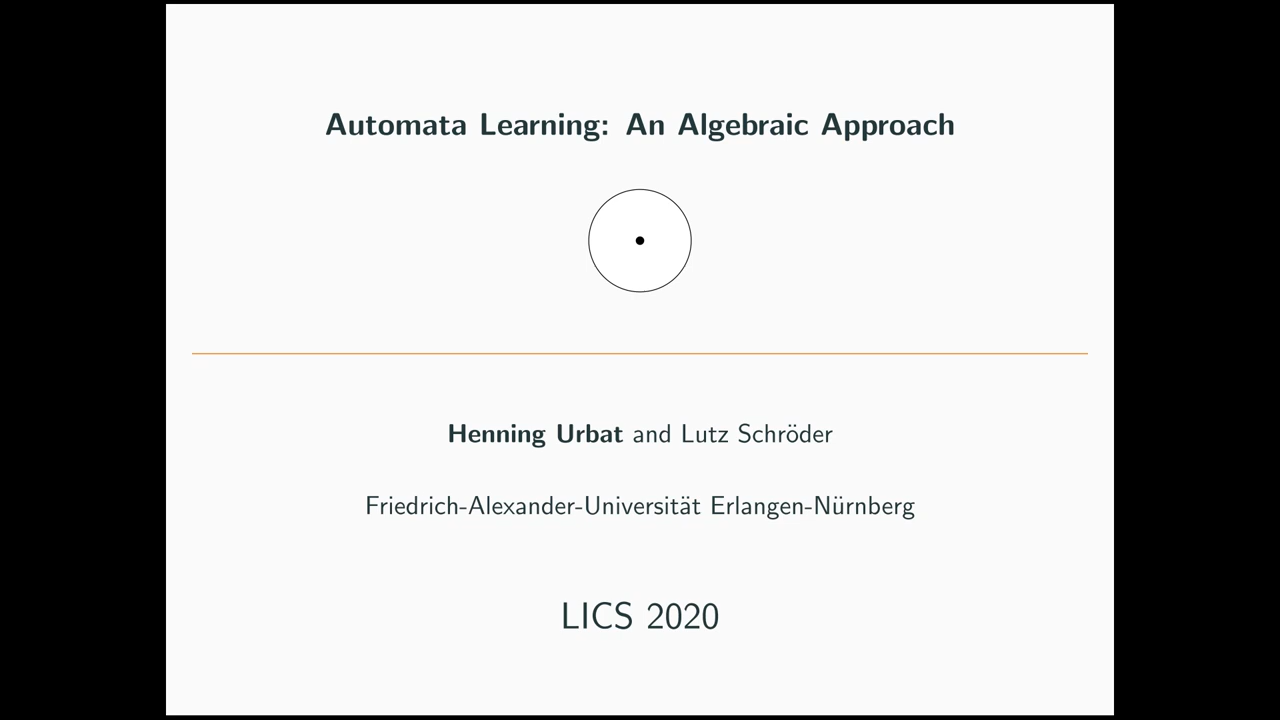 Automata Learning: An Algebraic Approach
Henning Urbat and Lutz Schröder
Friedrich-Alexander-Universität Erlangen-Nürnberg
LICS 2020